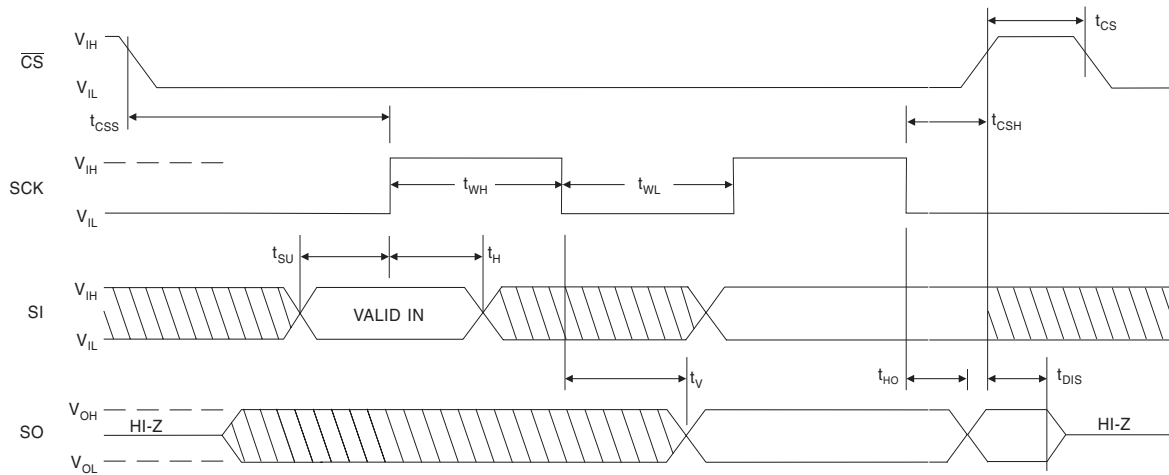 t_CS
V_IH
CS
V_IL
t_CSS
t_CSH
V_IH
SCK
t_WH
t_WL
V_IL
t_SU
t_H
V_IH
SI
VALID IN
V_IL
t_V
t_HO
t_DIS
V_OH
SO
HI-Z
HI-Z
V_OL